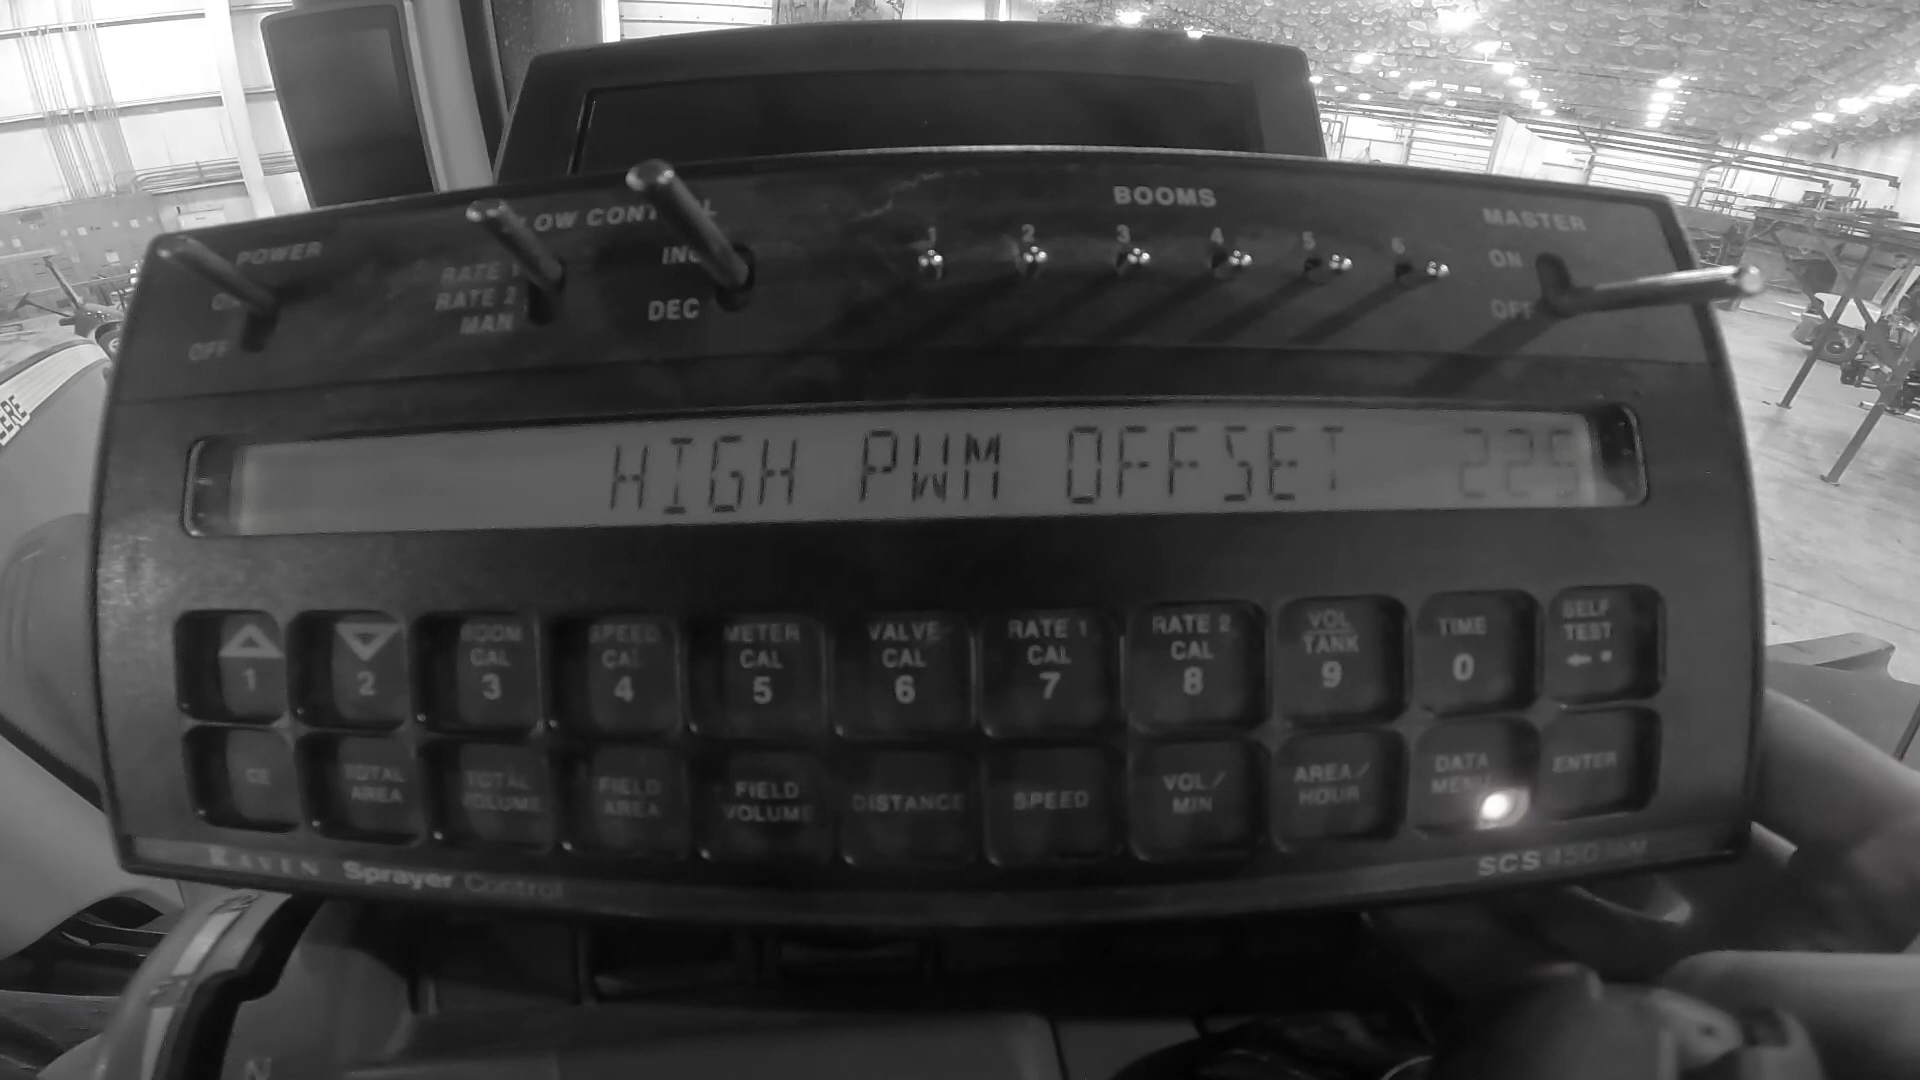 POWER
ON
OFF
FLOW CONTROL
RATE 1
RATE 2
MAN
INC
DEC
BOOMS
1 2 3 4 5 6
MASTER
ON
OFF
HIGH PWM OFFSET 225
1
2
BOOM CAL 3
SPEED CAL 4
METER CAL 5
VALVE CAL 6
RATE 1 CAL 7
RATE 2 CAL 8
VOL TANK 9
TIME 0
SELF TEST
CE
TOTAL AREA
TOTAL VOLUME
FIELD AREA
FIELD VOLUME
DISTANCE
SPEED
VOL/ MIN
AREA/ HOUR
DATA MENU
ENTER
RAVEN Sprayer Control
SCS 450